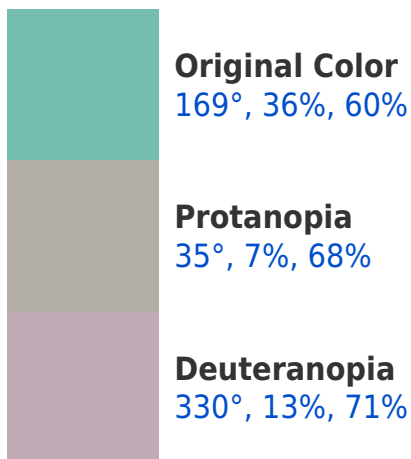 Original Color
169°, 36%, 60%
Protanopia
35°, 7%, 68%
Deuteranopia
330°, 13%, 71%